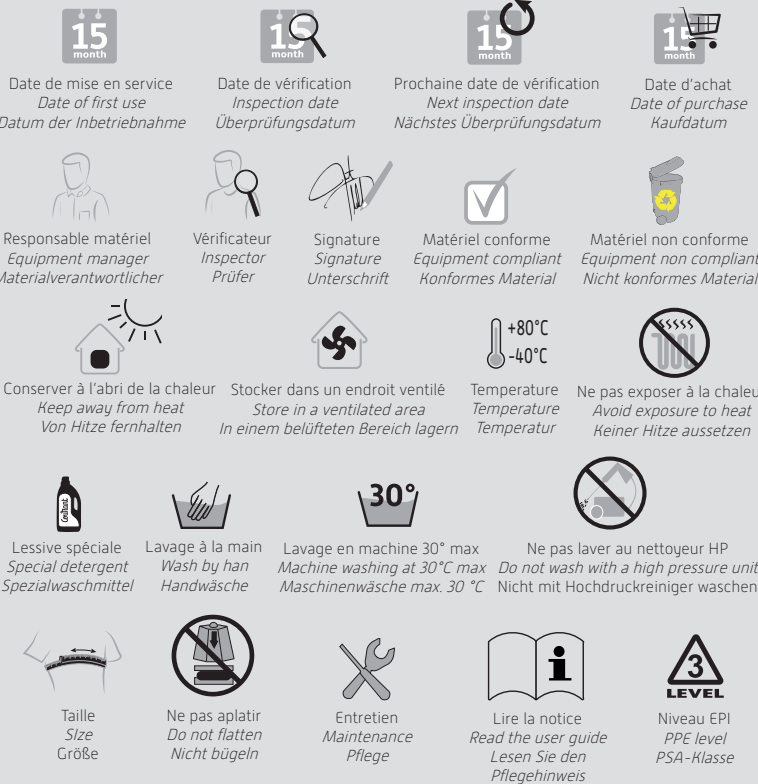 15
month
15
month
15
month
15
month
Date de mise en service
Date of first use
Datum der Inbetriebnahme
Date de vérification
Inspection date
Überprüfungsdatum
Prochaine date de vérification
Next inspection date
Nächstes Überprüfungsdatum
Date d'achat
Date of purchase
Kaufdatum
Responsable matériel
Equipment manager
Materialverantwortlicher
Vérificateur
Inspector
Prüfer
Signature
Signature
Unterschrift
Matériel conforme
Equipment compliant
Konformes Material
Matériel non conforme
Equipment non compliant
Nicht konformes Material
+80°C
-40°C
Conserver à l'abri de la chaleur
Keep away from heat
Von Hitze fernhalten
Stocker dans un endroit ventilé
Store in a ventilated area
In einem belüfteten Bereich lagern
Temperature
Temperature
Temperatur
Ne pas exposer à la chaleu
Avoid exposure to heat
Keiner Hitze aussetzen
Courant
30°
Lessive spéciale
Special detergent
Spezialwaschmittel
Lavage à la main
Wash by han
Handwäsche
Lavage en machine 30° max
Machine washing at 30°C max
Maschinenwäsche max. 30 °C
Ne pas laver au nettoyeur HP
Do not wash with a high pressure unit
Nicht mit Hochdruckreiniger waschen
Taille
SIze
Größe
Ne pas aplatir
Do not flatten
Nicht bügeln
Entretien
Maintenance
Pflege
i
Lire la notice
Read the user guide
Lesen Sie den
Pflegehinweis
3
LEVEL
Niveau EPI
PPE level
PSA-Klasse